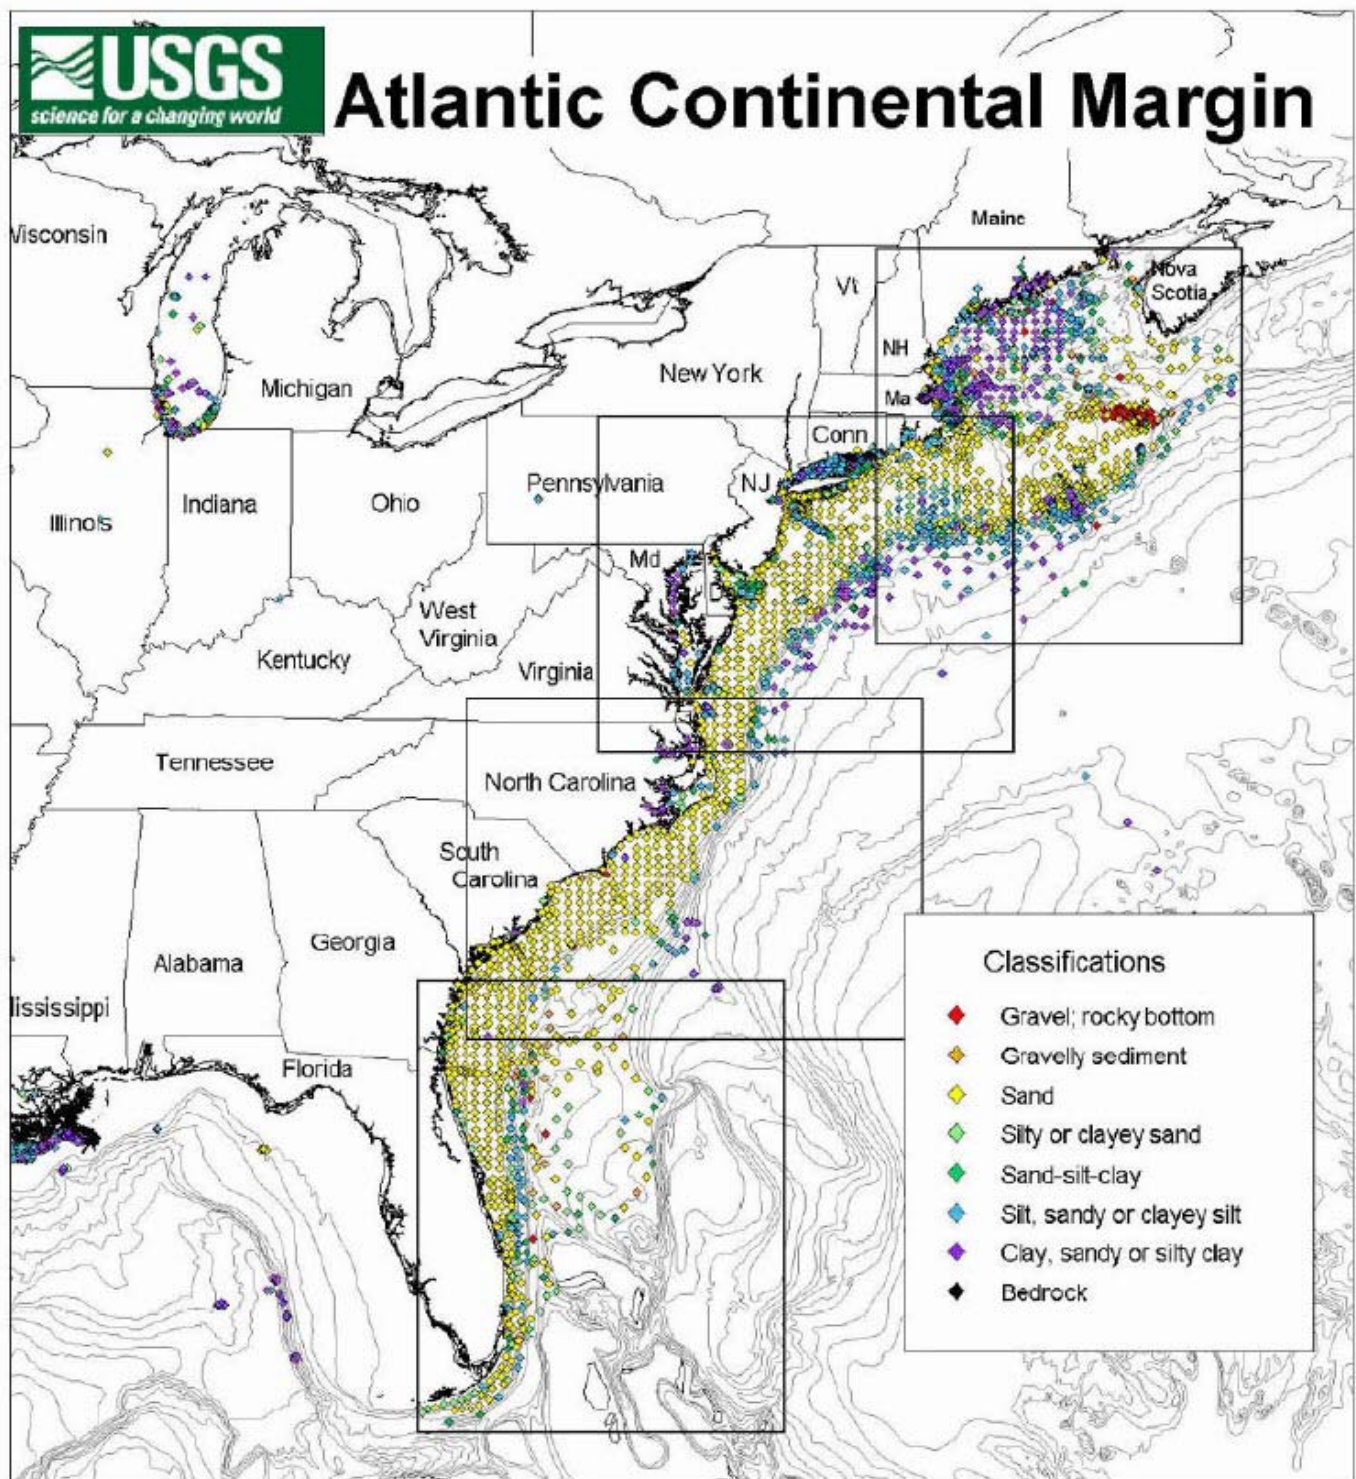 USGS
science for a changing world
Atlantic Continental Margin
Maine
Wisconsin
Nova
Scotia
Vt
NH
New York
Michigan
Ma
Conn
Pennsylvania
NJ
Indiana
Ohio
Illinois
Md
D
West
Virginia
Kentucky
Virginia
Tennessee
North Carolina
South
Carolina
Georgia
Alabama
ississippi
Florida
Classifications
Gravel; rocky bottom
Gravelly sediment
Sand
Silty or clayey sand
Sand-silt-clay
Silt, sandy or clayey silt
Clay, sandy or silty clay
Bedrock